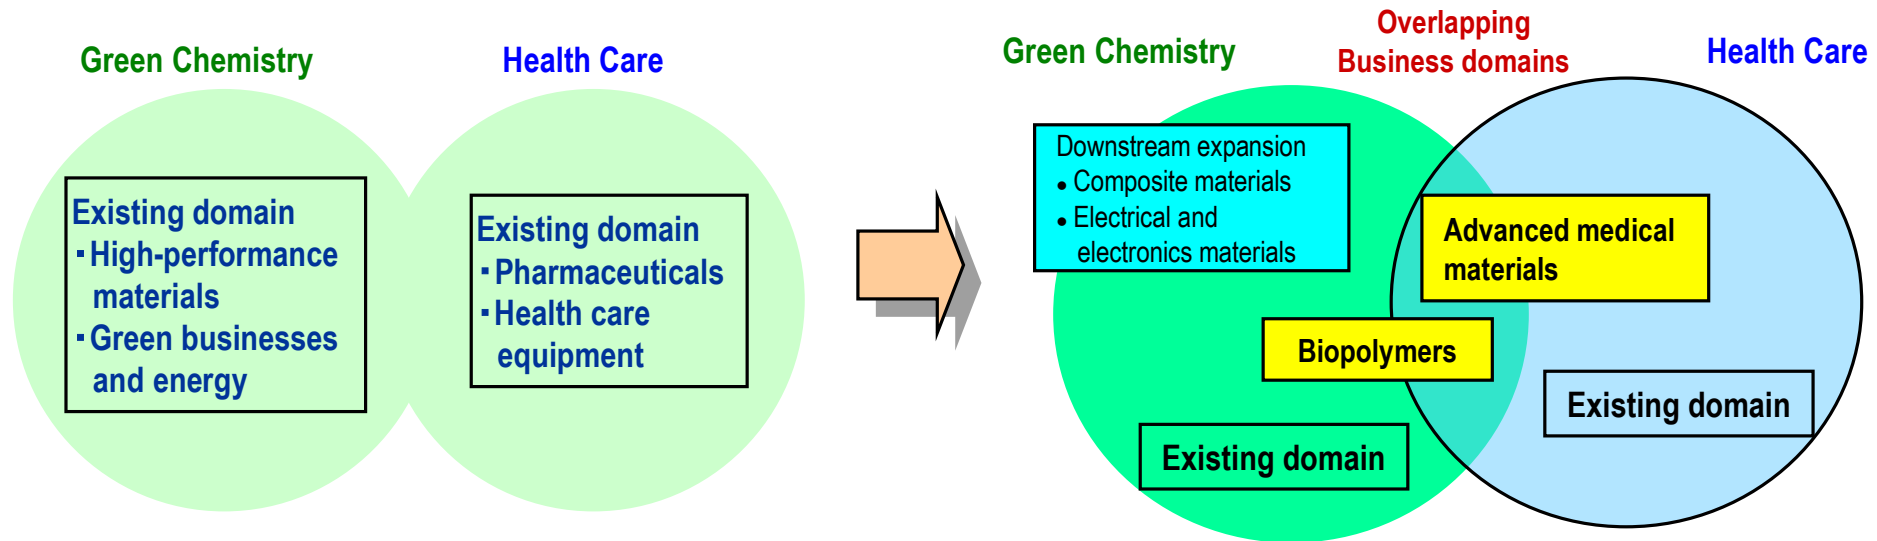 Green Chemistry
Health Care
Existing domain
▪High-performance
materials
▪Green businesses
and energy
Existing domain
▪Pharmaceuticals
▪Health care
equipment
Green Chemistry
Overlapping
Business domains
Health Care
Downstream expansion
● Composite materials
● Electrical and
electronics materials
Advanced medical
materials
Biopolymers
Existing domain
Existing domain